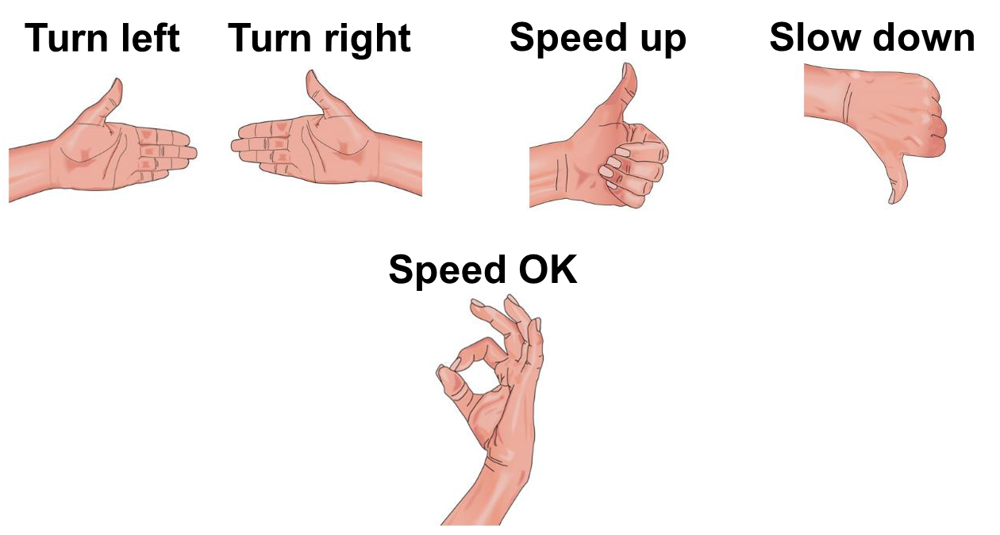 Turn left
Turn right
Speed up
Slow down
Speed OK